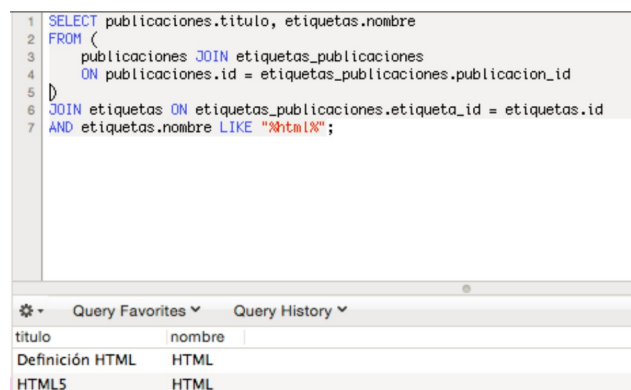 1 SELECT publicaciones.titulo, etiquetas.nombre
2 FROM (
3 publicaciones JOIN etiquetas_publicaciones
4 ON publicaciones.id = etiquetas_publicaciones.publicacion_id
5 )
6 JOIN etiquetas ON etiquetas_publicaciones.etiqueta_id = etiquetas.id
7 AND etiquetas.nombre LIKE "%html%";
Query Favorites Query History
titulo nombre
Definición HTML HTML
HTML5 HTML